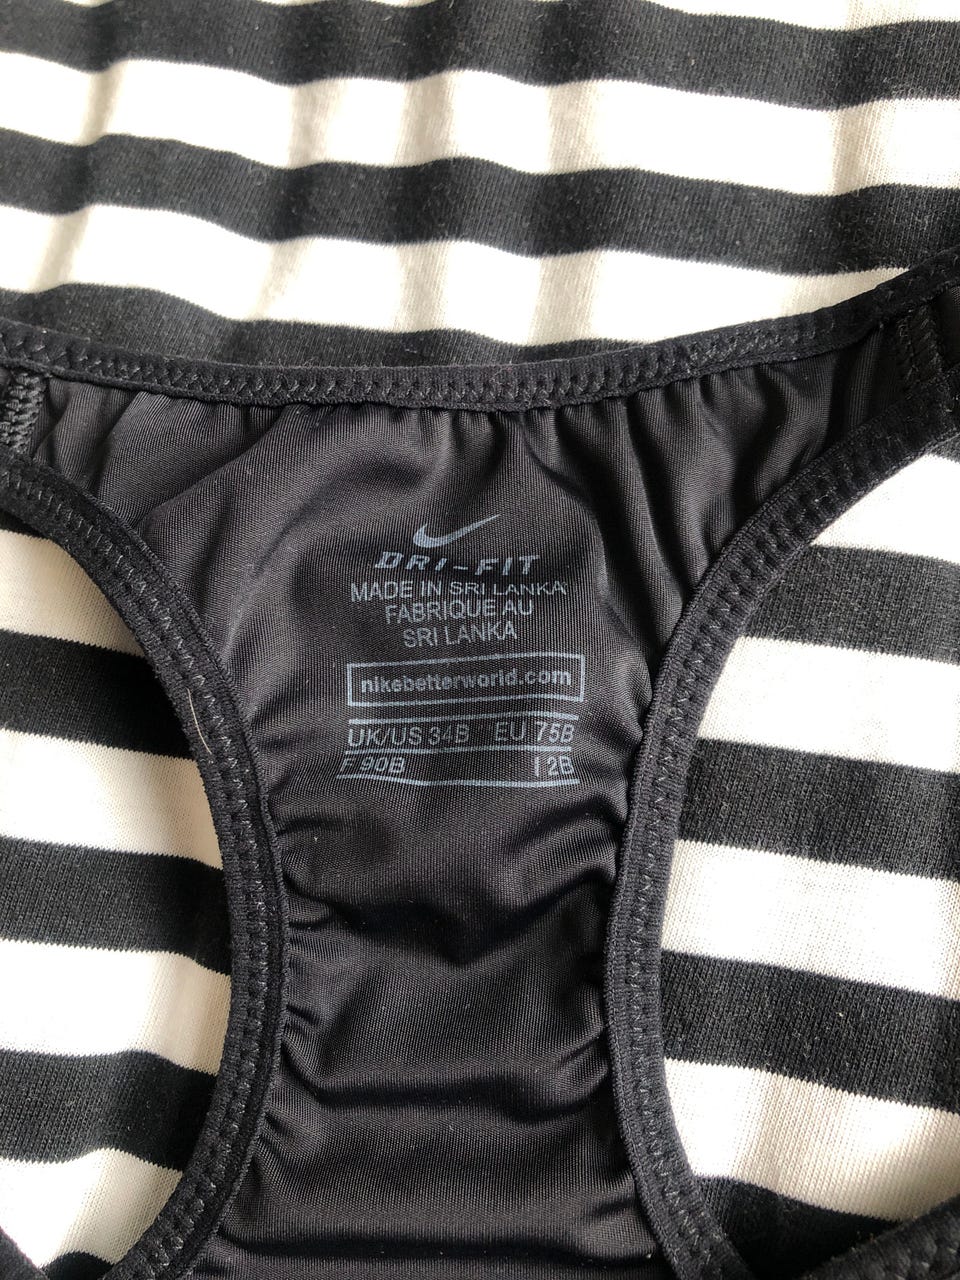 DRI-FIT
MADE IN SRI LANKA
FABRIQUE AU
SRI LANKA
nikebetterworld.com
UK/US 34B EU 75B
F 90B I 2B